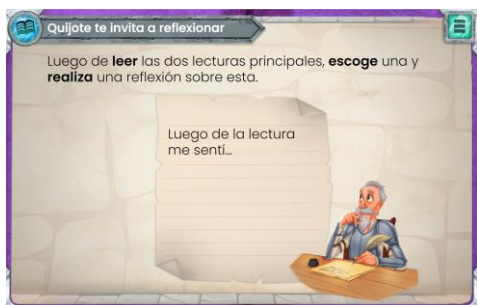 Quijote te invita a reflexionar
Luego de leer las dos lecturas principales, escoge una y
realiza una reflexión sobre esta.
Luego de la lectura
me sentí...